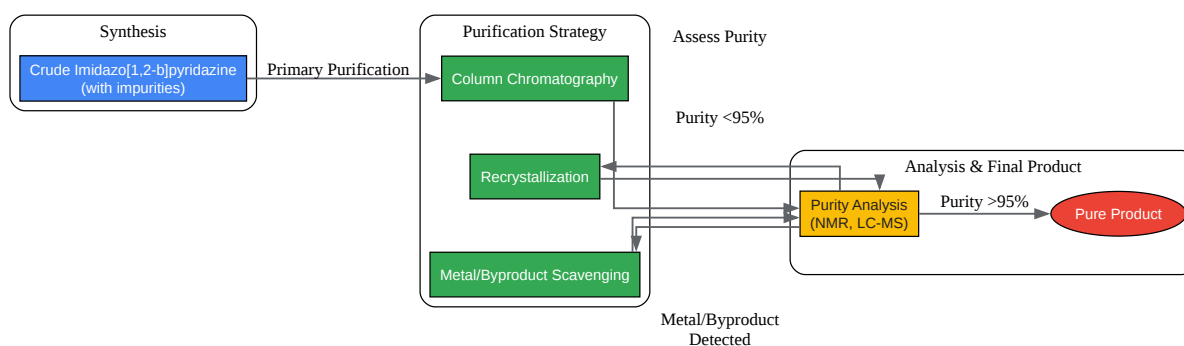 Synthesis
Crude Imidazo[1,2-b]pyridazine
(with impurities)
Primary Purification
Purification Strategy
Column Chromatography
Recrystallization
Metal/Byproduct Scavenging
Assess Purity
Purity <95%
Metal/Byproduct
Detected
Analysis & Final Product
Purity Analysis
(NMR, LC-MS)
Purity >95%
Pure Product